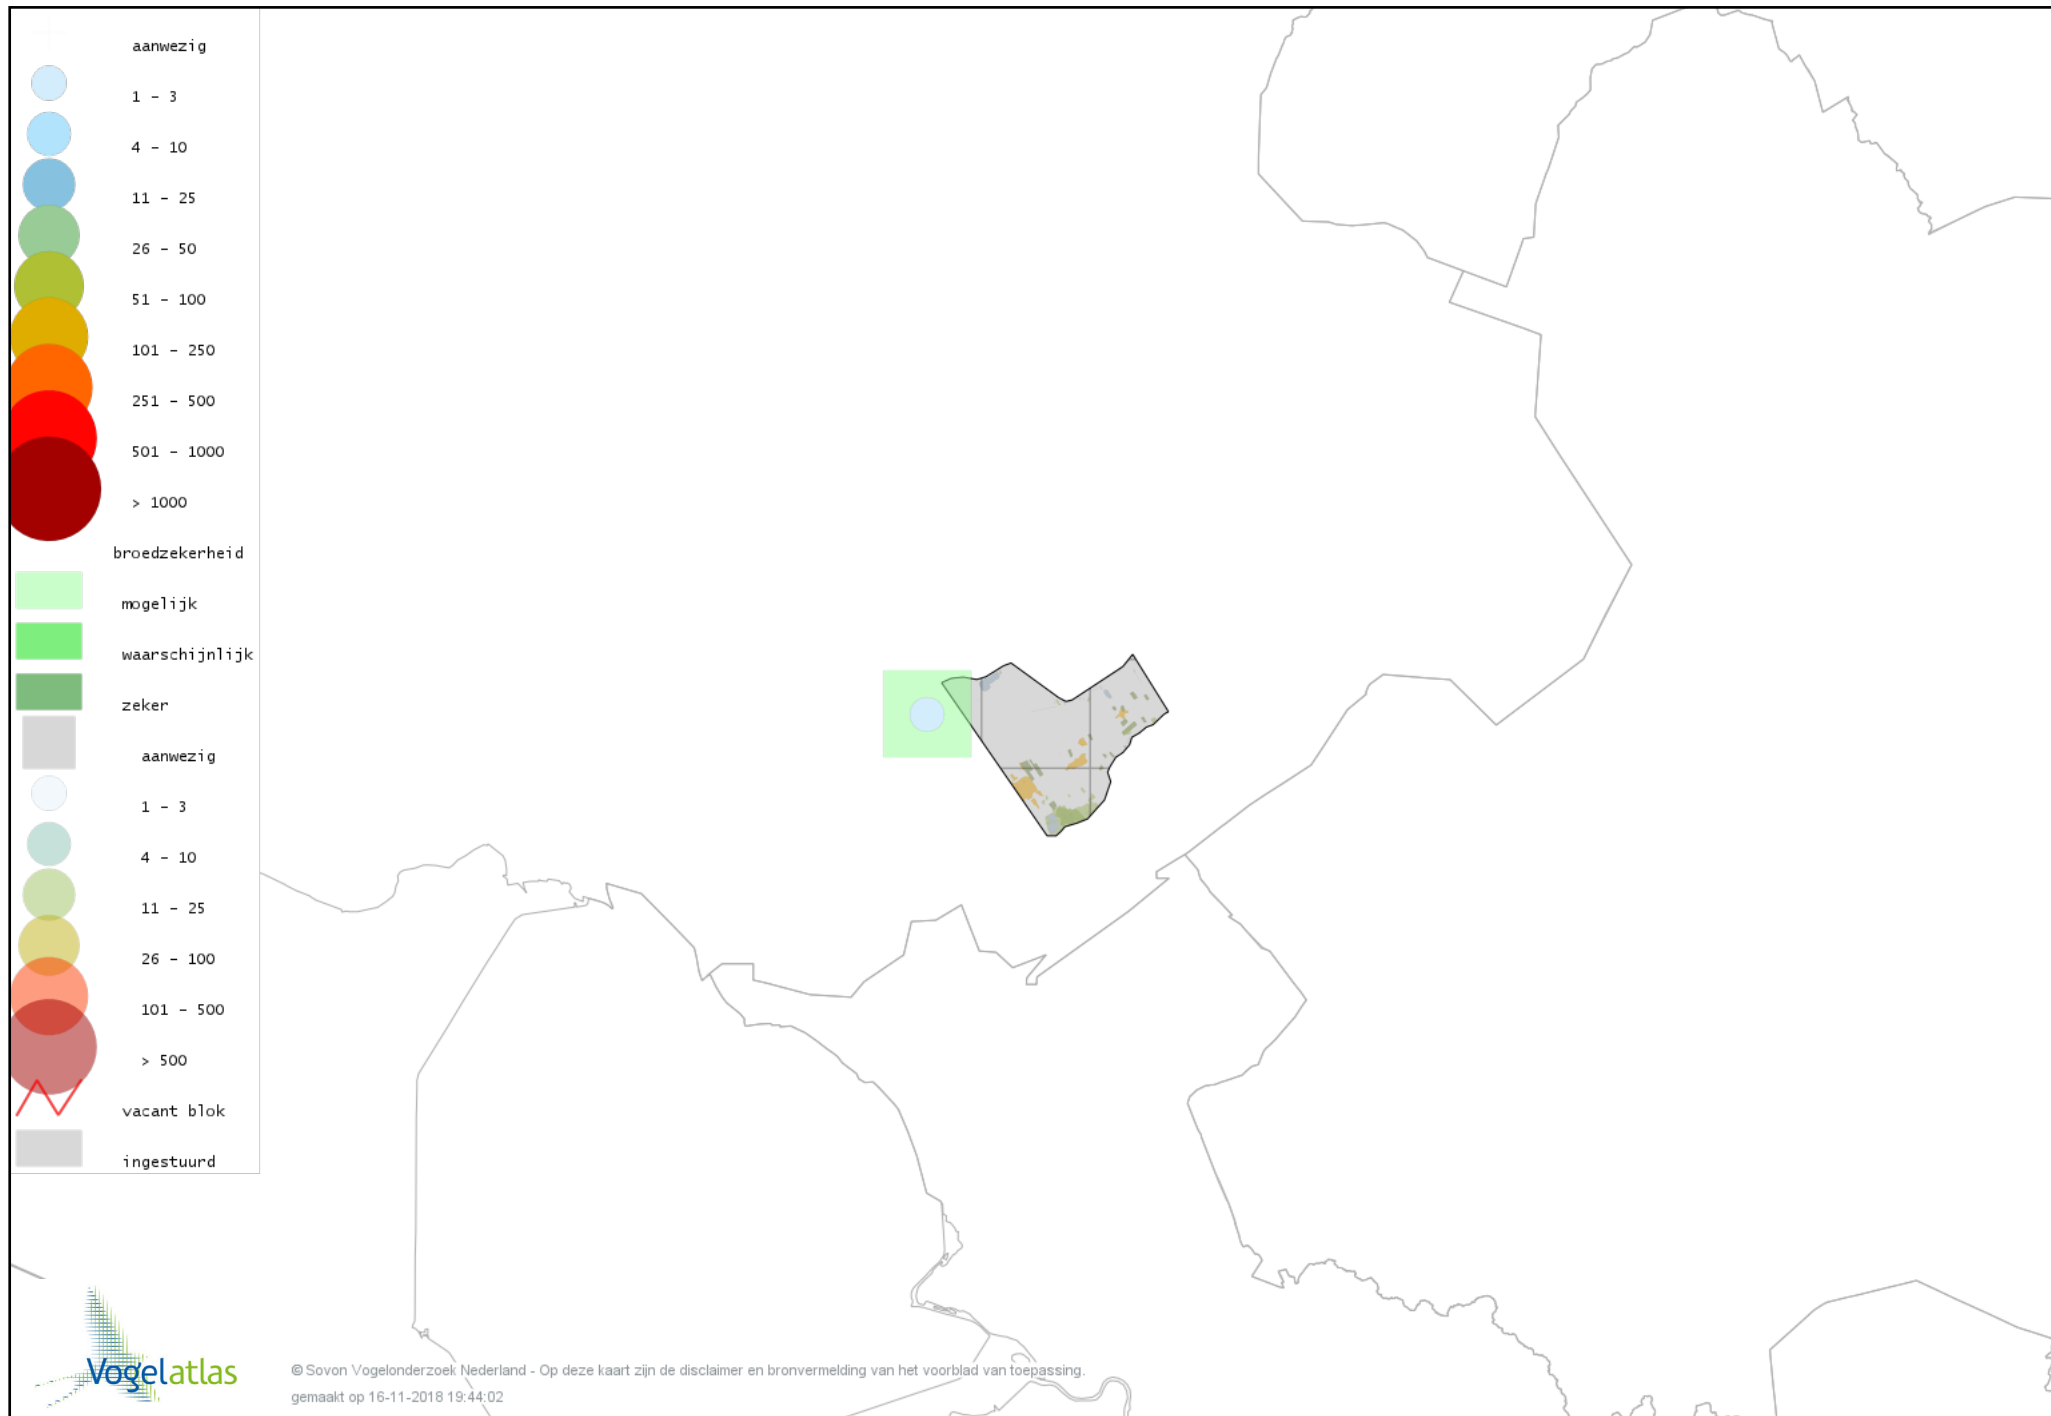 aanwezig
1 - 3
4 - 10
11 - 25
26 - 50
51 - 100
101 - 250
251 - 500
501 - 1000
> 1000
broedzekerheid
mogelijk
waarschijnlijk
zeker
aanwezig
1 - 3
4 - 10
11 - 25
26 - 100
101 - 500
> 500
vacant blok
ingestuurd
Vogelatlas
© Sovon Vogelonderzoek Nederland - Op deze kaart zijn de disclaimer en bronvermelding van het voorblad van toepassing.
gemaakt op 16-11-2018 19:44:02